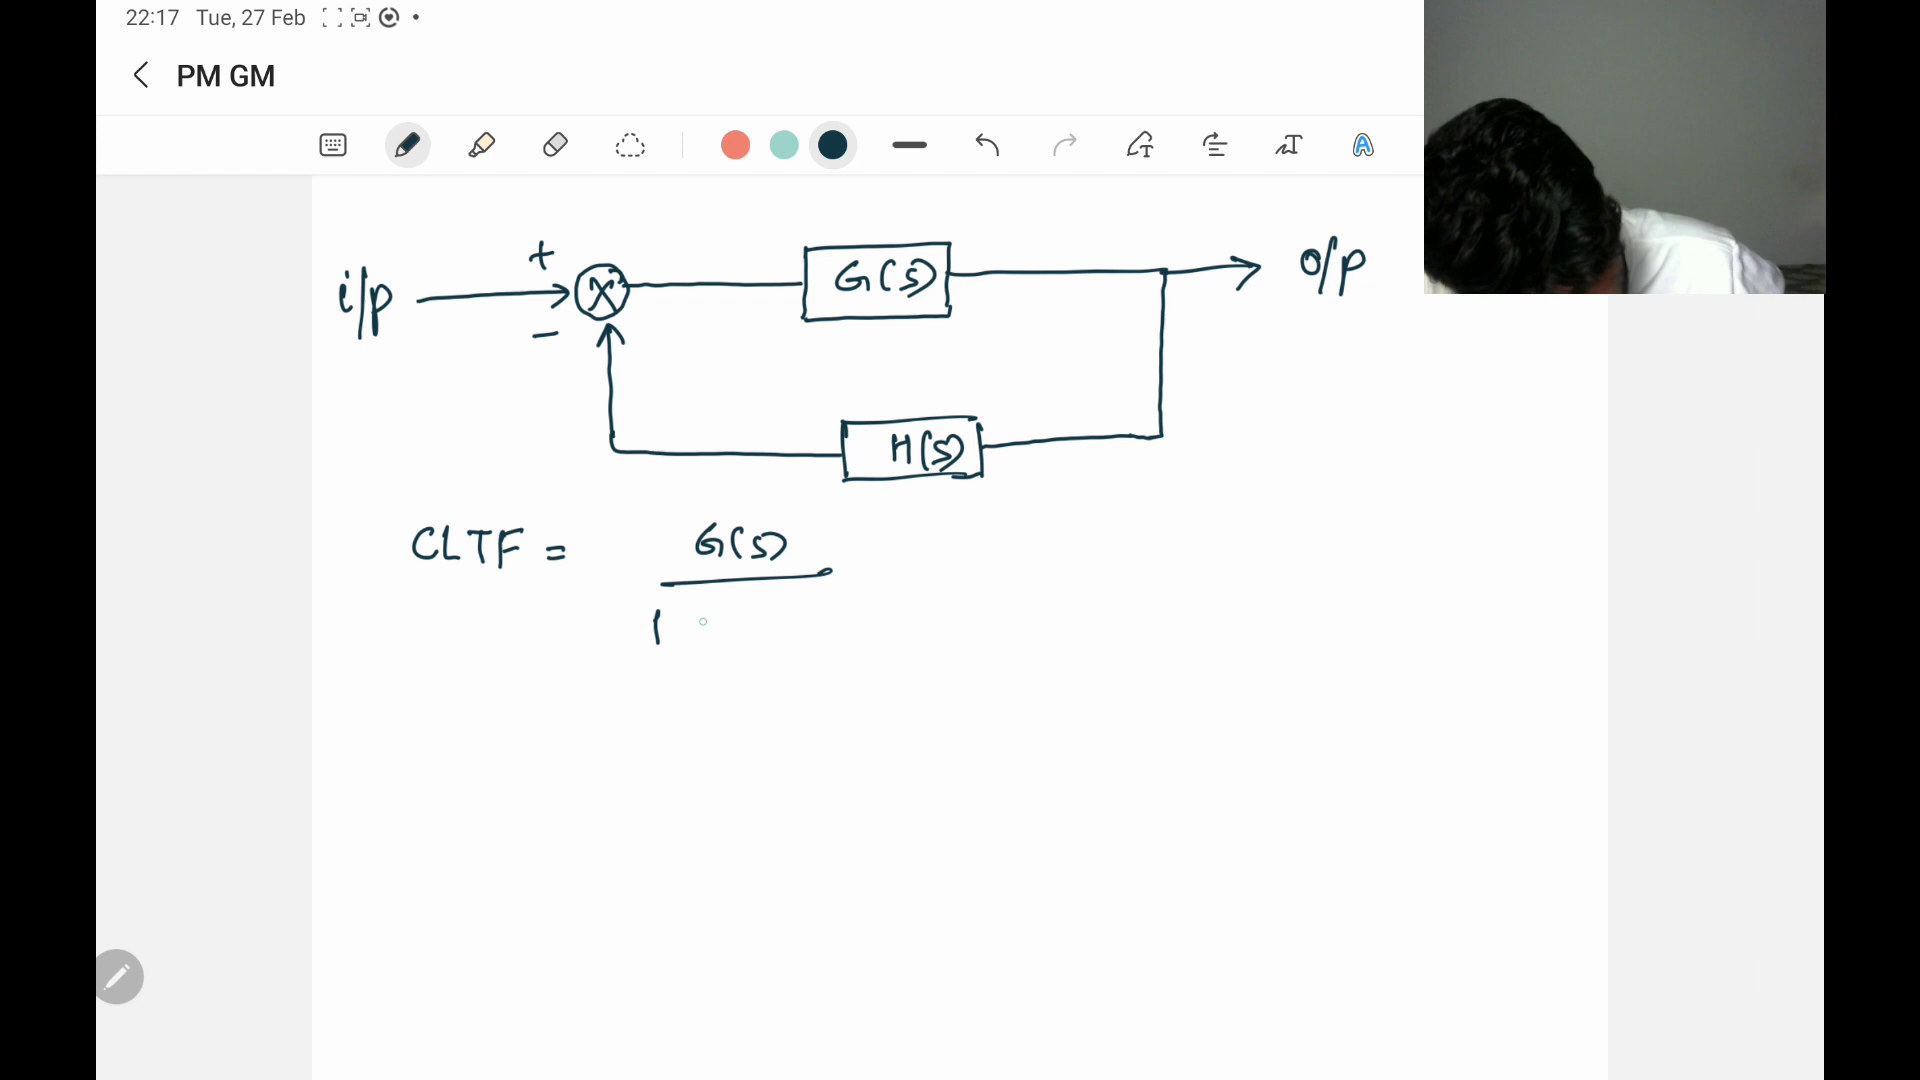 22:17 Tue, 27 Feb
PM GM
i/p
+
X
-
G(s)
o/p
H(s)
CLTF = G(s)
1